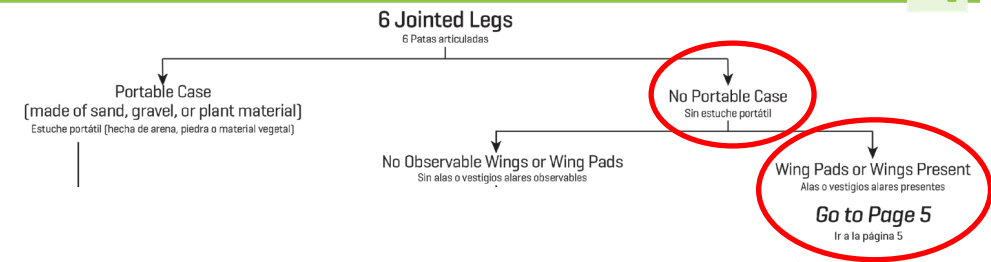 6 Jointed Legs
6 Patas articuladas
Portable Case
(made of sand, gravel, or plant material)
Estuche portátil (hecha de arena, piedra o material vegetal)
No Portable Case
Sin estuche portátil
No Observable Wings or Wing Pads
Sin alas o vestigios alares observables
Wing Pads or Wings Present
Alas o vestigios alares presentes
Go to Page 5
Ir a la página 5